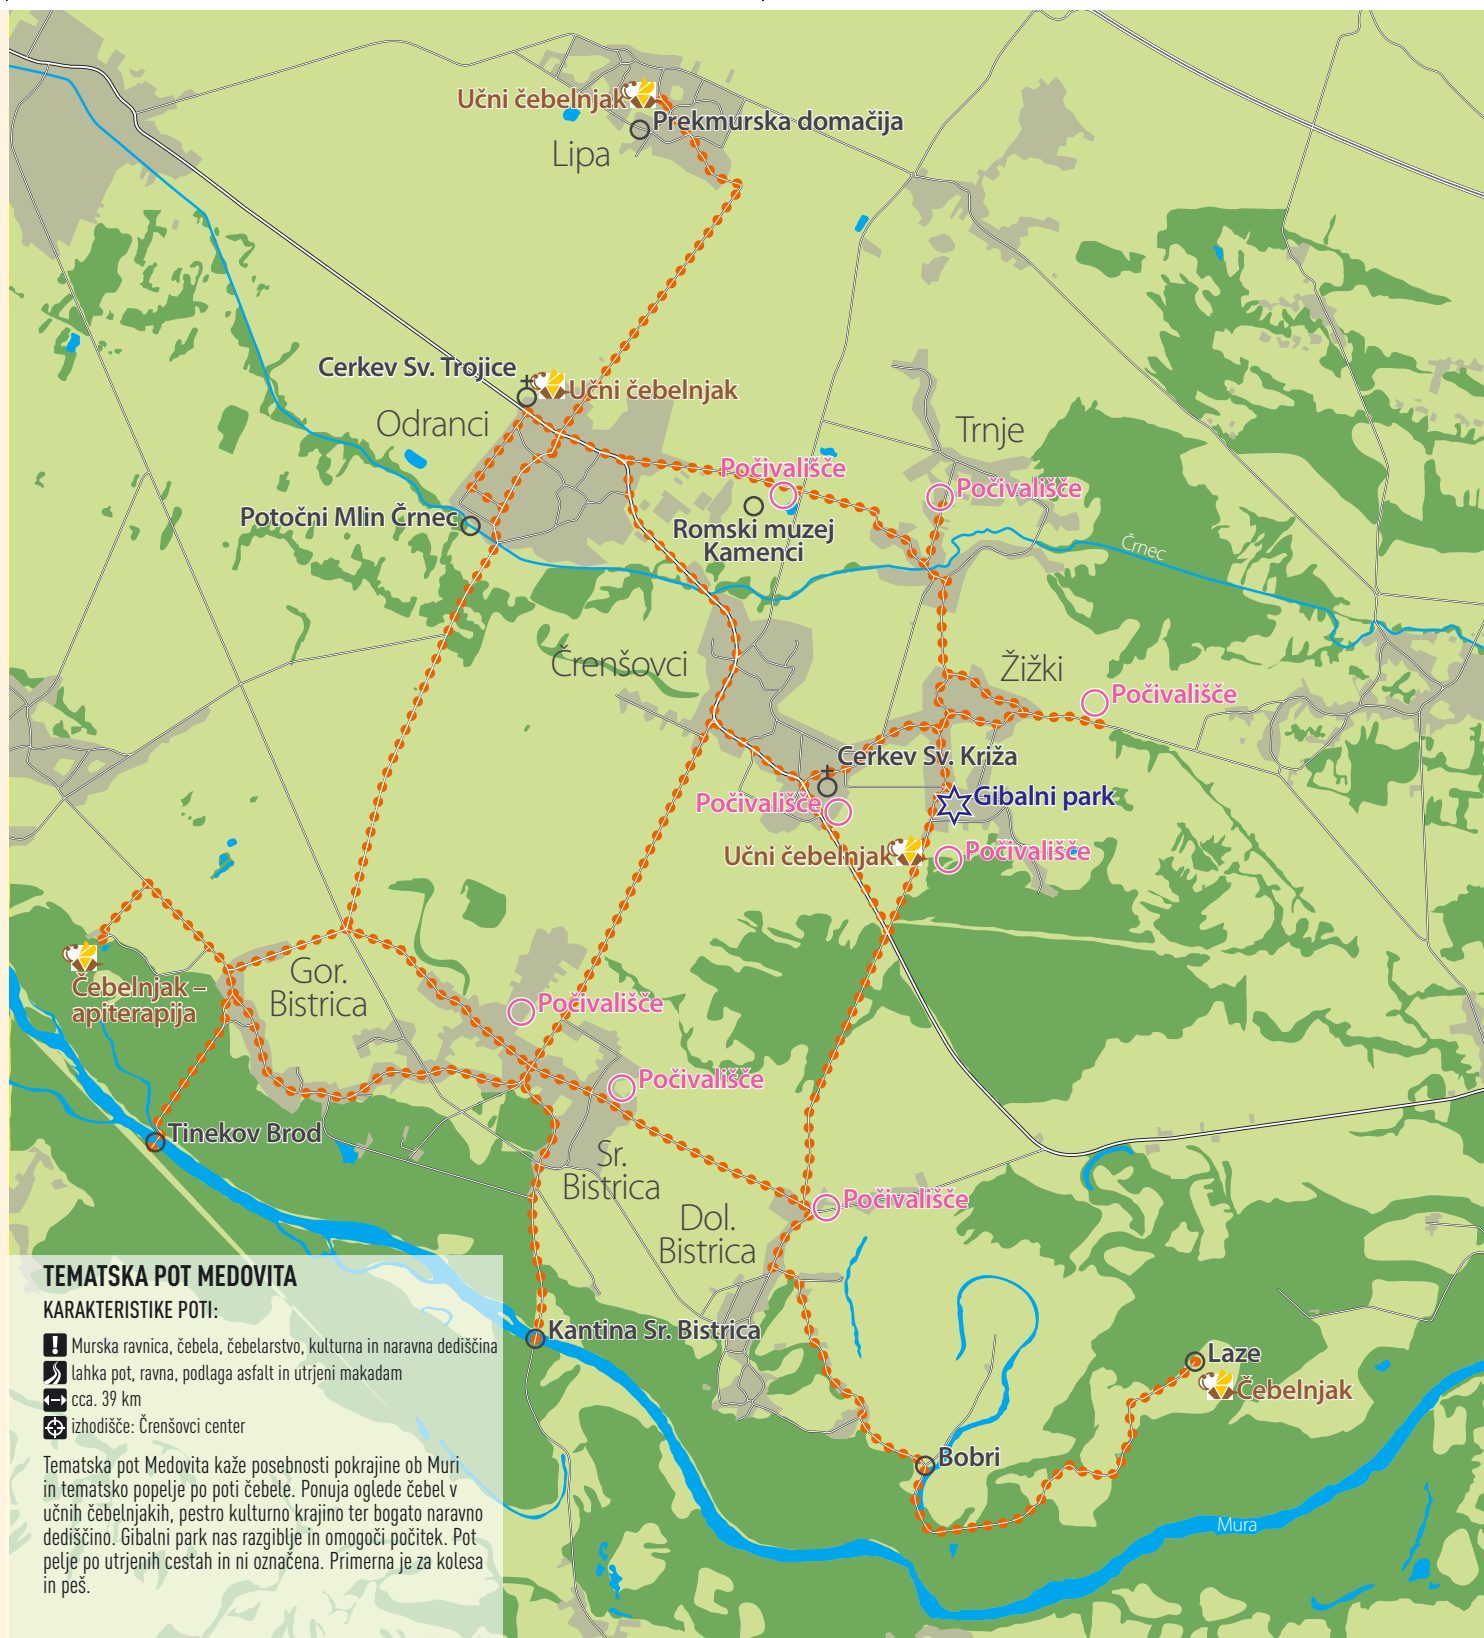 Učni čebelnjak
Prekmurska domačija
Lipa
Cerkev Sv. Trojice
Učni čebelnjak
Odranci
Trnje
Počivališče
Počivališče
Potočni Mlin Črnec
Romski muzej
Kamenci
Črnec
Črenšovci
Žižki
Počivališče
Cerkev Sv. Križa
Gibalni park
Počivališče
Učni čebelnjak
Počivališče
Gor.
Bistrica
Čebelnjak –
apiterapija
Počivališče
Počivališče
Tinekov Brod
Sr.
Bistrica
Počivališče
Dol.
Bistrica
Kantina Sr. Bistrica
Laze
Čebelnjak
Bobri
Mura
TEMATSKA POT MEDOVITA
KARAKTERISTIKE POTI:
Murska ravnica, čebela, čebelarstvo, kulturna in naravna dediščina
lahka pot, ravna, podlaga asfalt in utrjeni makadam
cca. 39 km
izhodišče: Črenšovci center
Tematska pot Medovita kaže posebnosti pokrajine ob Muri
in tematsko popelje po poti čebele. Ponuja oglede čebel v
učnih čebelnjakih, pestro kulturno krajino ter bogato naravno
dediščino. Gibalni park nas razgiblje in omogoči počitek. Pot
pelje po utrjenih cestah in ni označena. Primerna je za kolesa
in peš.